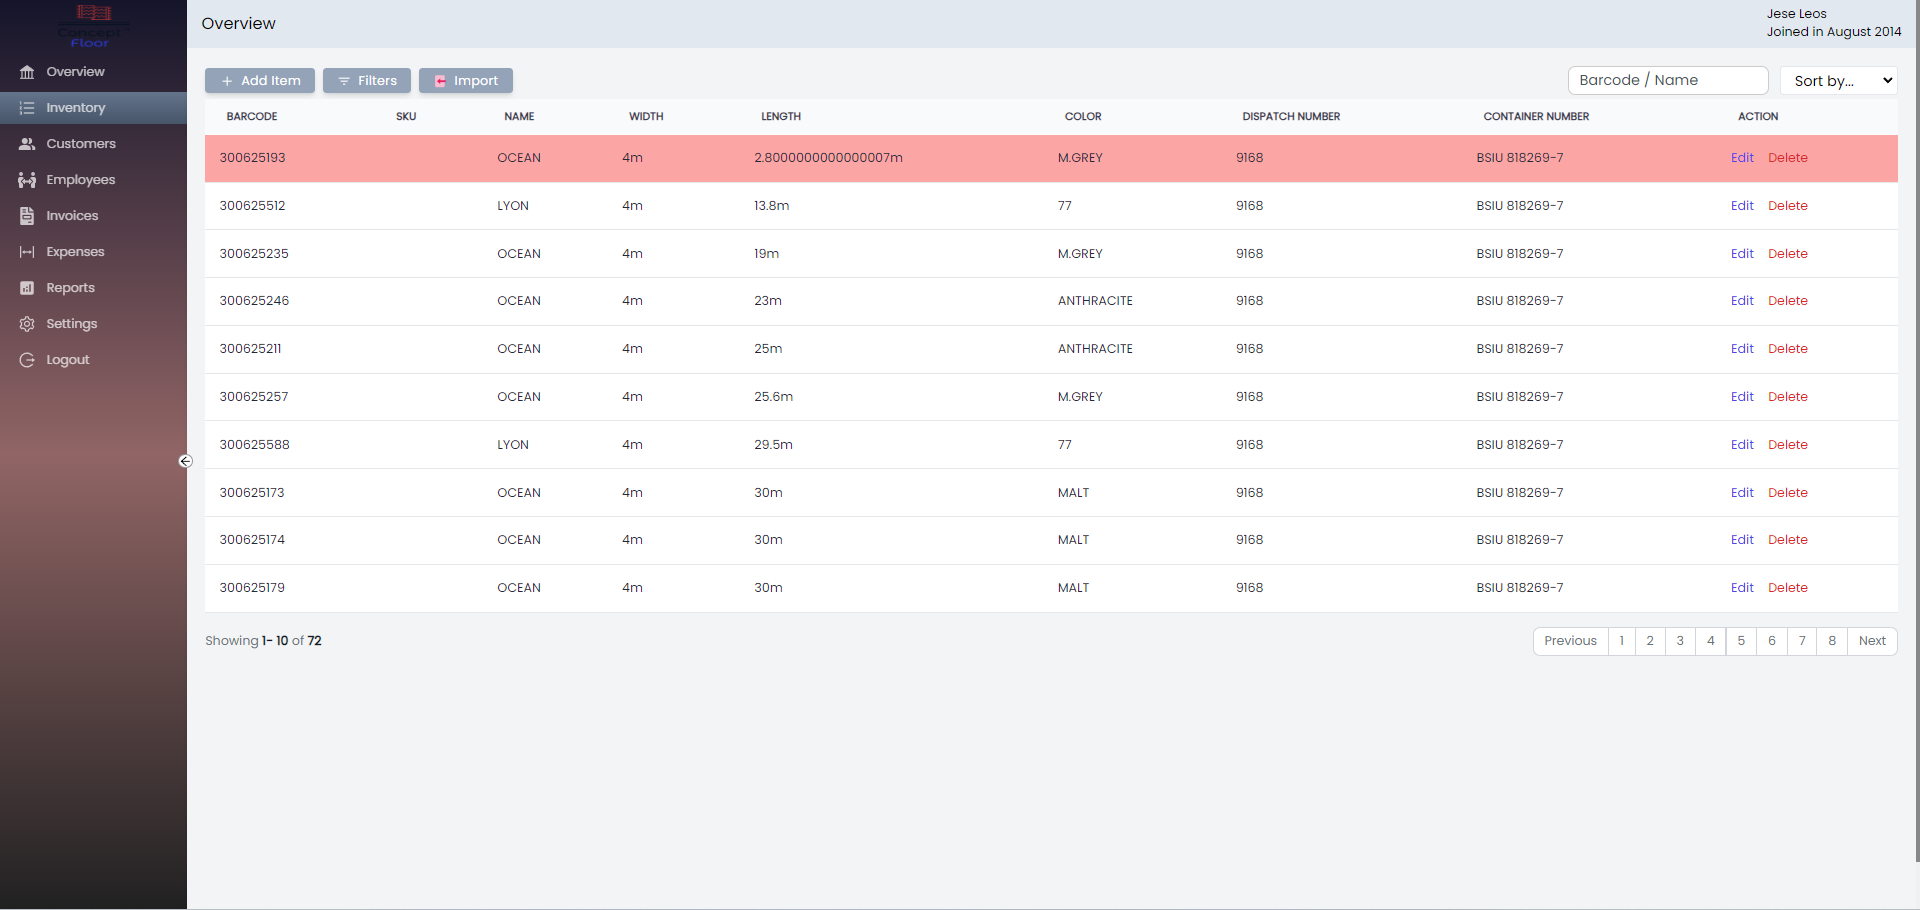 Concept
Floor
Overview
Inventory
Customers
Employees
Invoices
Expenses
Reports
Settings
Logout
Overview
Jese Leos
Joined in August 2014
Add Item Filters Import Barcode / Name Sort by...
BARCODE SKU NAME WIDTH LENGTH COLOR DISPATCH NUMBER CONTAINER NUMBER ACTION
300625193 OCEAN 4m 2.8000000000000007m M.GREY 9168 BSIU 818269-7 Edit Delete
300625512 LYON 4m 13.8m 77 9168 BSIU 818269-7 Edit Delete
300625235 OCEAN 4m 19m M.GREY 9168 BSIU 818269-7 Edit Delete
300625246 OCEAN 4m 23m ANTHRACITE 9168 BSIU 818269-7 Edit Delete
300625211 OCEAN 4m 25m ANTHRACITE 9168 BSIU 818269-7 Edit Delete
300625257 OCEAN 4m 25.6m M.GREY 9168 BSIU 818269-7 Edit Delete
300625588 LYON 4m 29.5m 77 9168 BSIU 818269-7 Edit Delete
300625173 OCEAN 4m 30m MALT 9168 BSIU 818269-7 Edit Delete
300625174 OCEAN 4m 30m MALT 9168 BSIU 818269-7 Edit Delete
300625179 OCEAN 4m 30m MALT 9168 BSIU 818269-7 Edit Delete
Showing 1- 10 of 72 Previous 1 2 3 4 5 6 7 8 Next